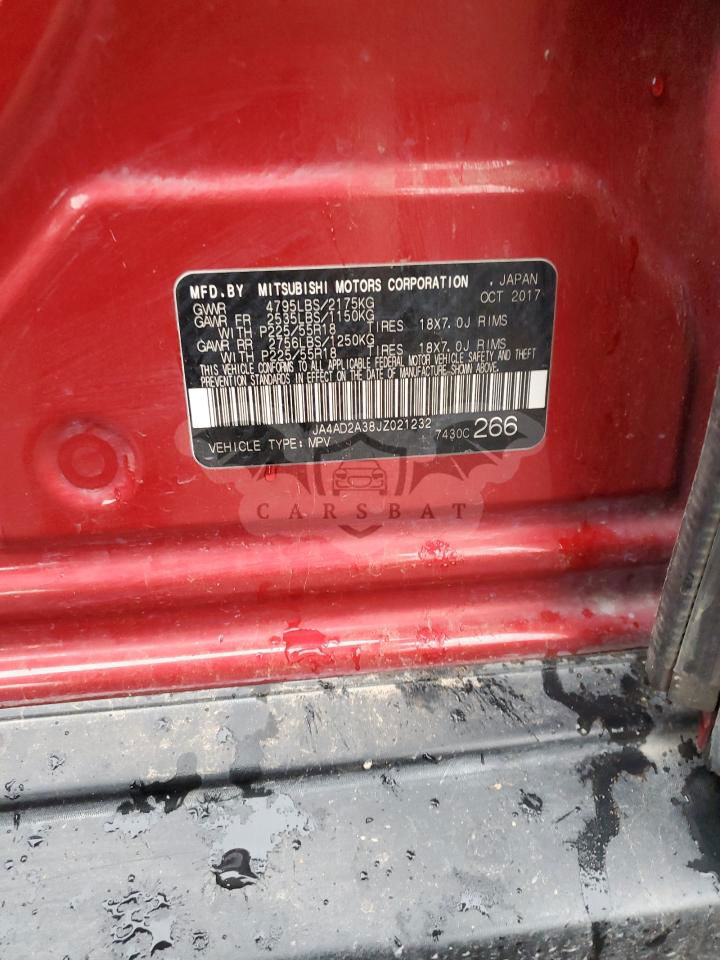 MFD.BY MITSUBISHI MOTORS CORPORATION , JAPAN
GVWR 4795LBS/2175KG OCT 2017
GAWR FR 2535LBS/1150KG
WITH P225/55R18 TIRES 18X7.0J RIMS
GAWR RR 2756LBS/1250KG
WITH P225/55R18 TIRES 18X7.0J RIMS
THIS VEHICLE CONFORMS TO ALL APPLICABLE FEDERAL MOTOR VEHICLE SAFETY AND THEFT
PREVENTION STANDARDS IN EFFECT ON THE DATE OF MANUFACTURE SHOWN ABOVE.
JA4AD2A38JZ021232
VEHICLE TYPE: MPV 7430C 266
CARSBAT